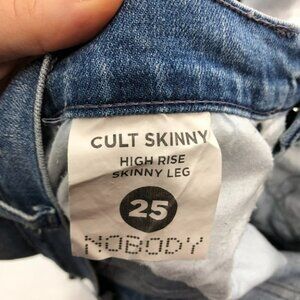 CULT SKINNY
HIGH RISE
SKINNY LEG
25
NOBODY